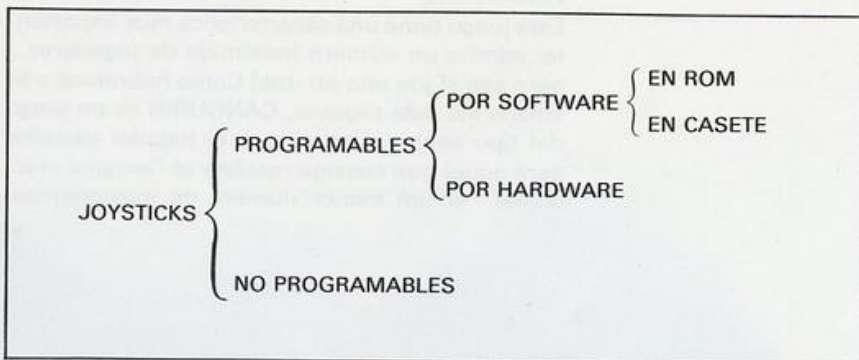 EN ROM
POR SOFTWARE
EN CASETE
PROGRAMABLES
POR HARDWARE
JOYSTICKS
NO PROGRAMABLES